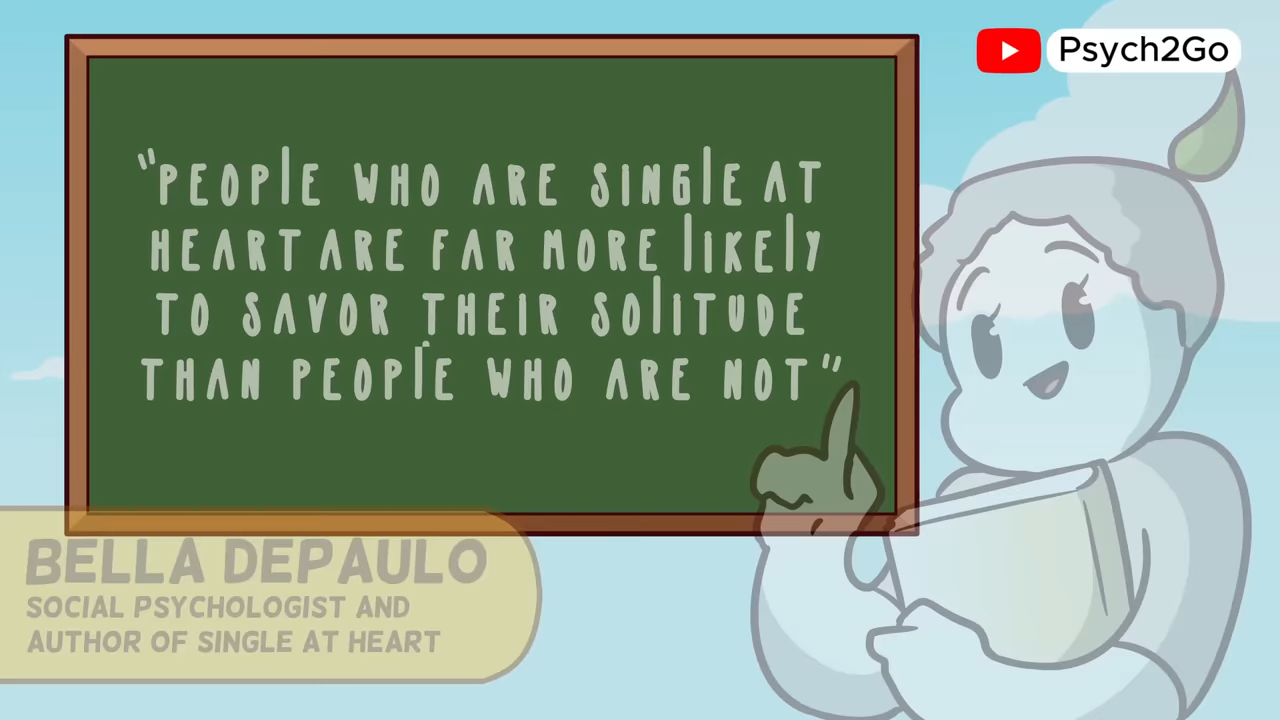 Psych2Go
"PEOPLE WHO ARE SINGLE AT
HEART ARE FAR MORE LIKELY
TO SAVOR THEIR SOLITUDE
THAN PEOPLE WHO ARE NOT"
BELLA DEPAULO
SOCIAL PSYCHOLOGIST AND
AUTHOR OF SINGLE AT HEART